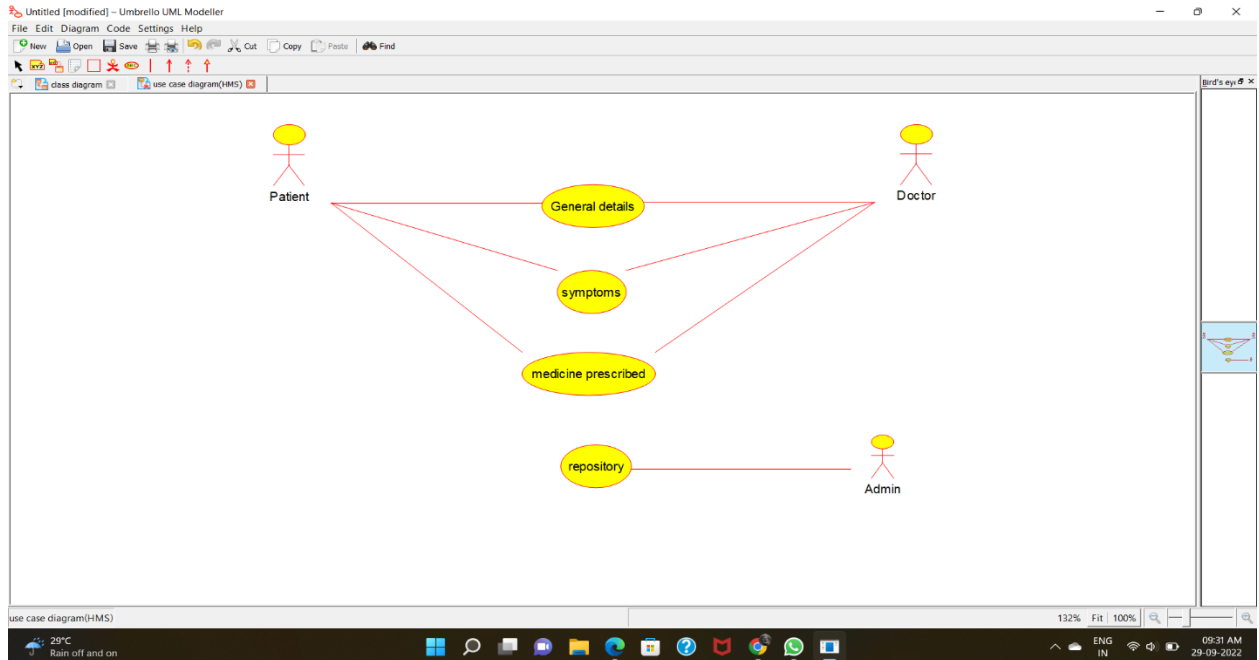 Untitled [modified] – Umbrello UML Modeller
File Edit Diagram Code Settings Help
New Open Save Cut Copy Paste Find
class diagram use case diagram(HMS) Bird's eye
Patient
Doctor
General details
symptoms
medicine prescribed
repository
Admin
use case diagram(HMS) 132% Fit 100%
29°C
Rain off and on
ENG
IN
09:31 AM
29-09-2022